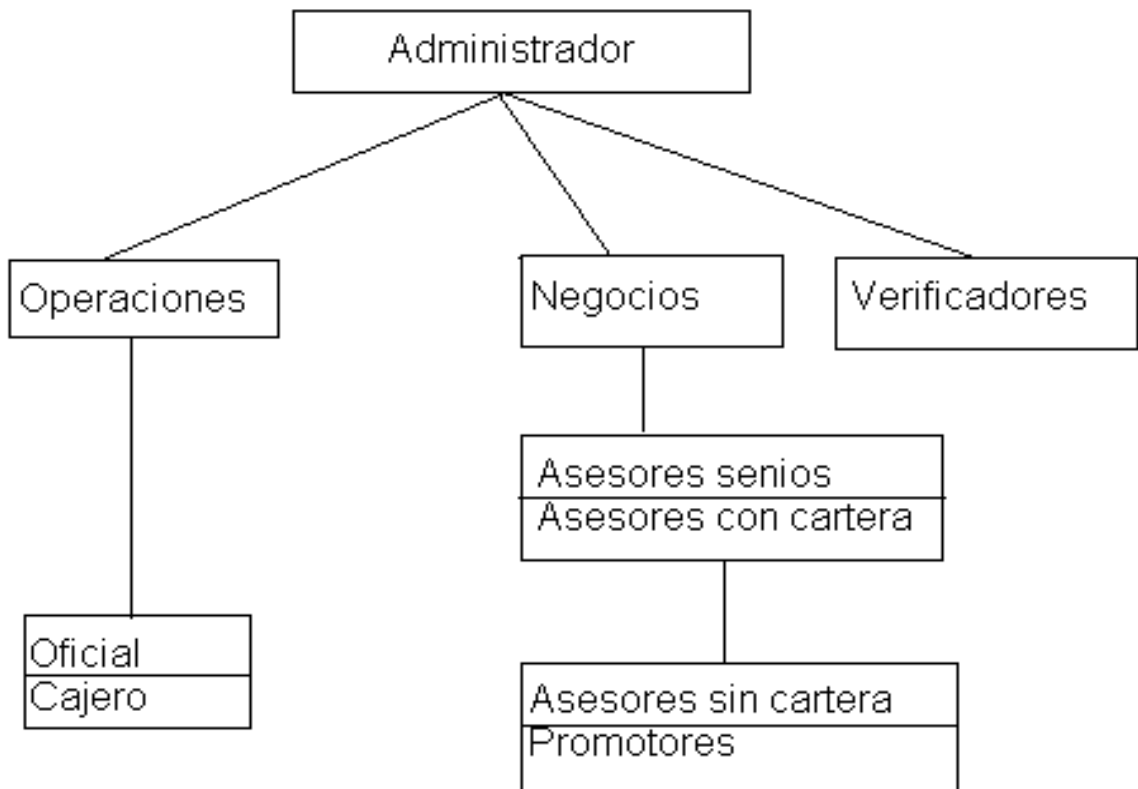 Administrador
Operaciones
Negocios
Verificadores
Asesores senios
Asesores con cartera
Oficial
Cajero
Asesores sin cartera
Promotores